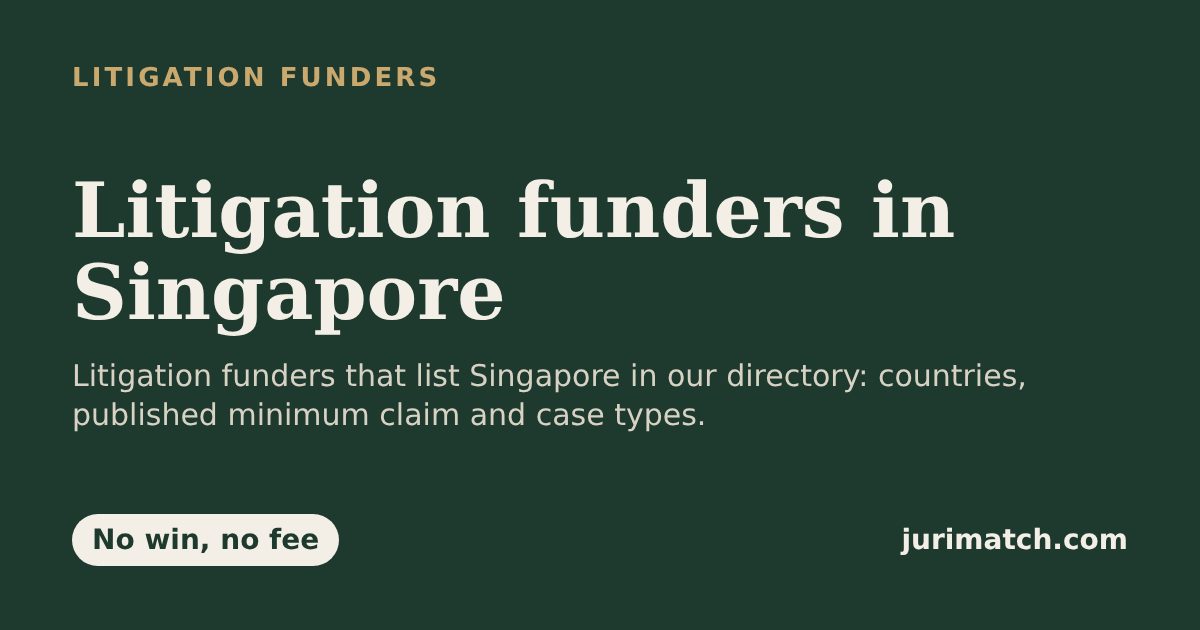 LITIGATION FUNDERS
Litigation funders in
Singapore
Litigation funders that list Singapore in our directory: countries,
published minimum claim and case types.
No win, no fee
jurimatch.com